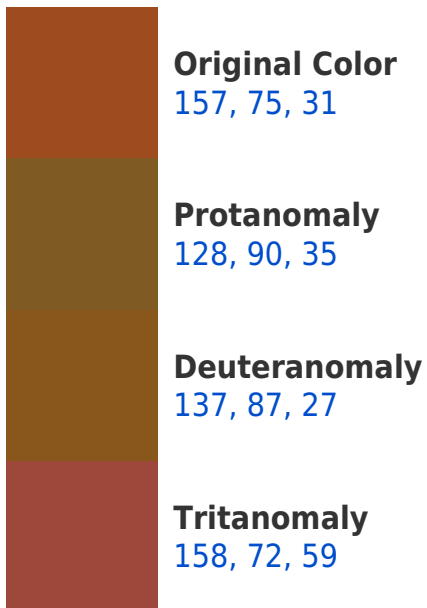 Original Color
157, 75, 31
Protanomaly
128, 90, 35
Deuteranomaly
137, 87, 27
Tritanomaly
158, 72, 59